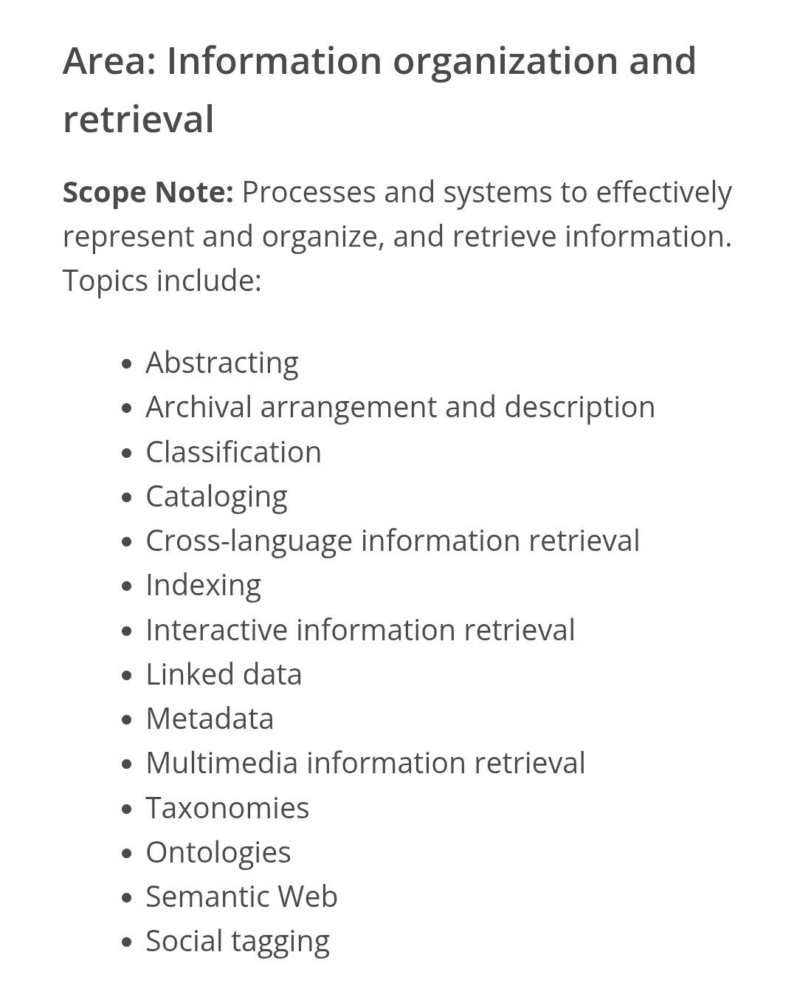 Area: Information organization and
retrieval
Scope Note: Processes and systems to effectively
represent and organize, and retrieve information.
Topics include:
• Abstracting
• Archival arrangement and description
• Classification
• Cataloging
• Cross-language information retrieval
• Indexing
• Interactive information retrieval
• Linked data
• Metadata
• Multimedia information retrieval
• Taxonomies
• Ontologies
• Semantic Web
• Social tagging